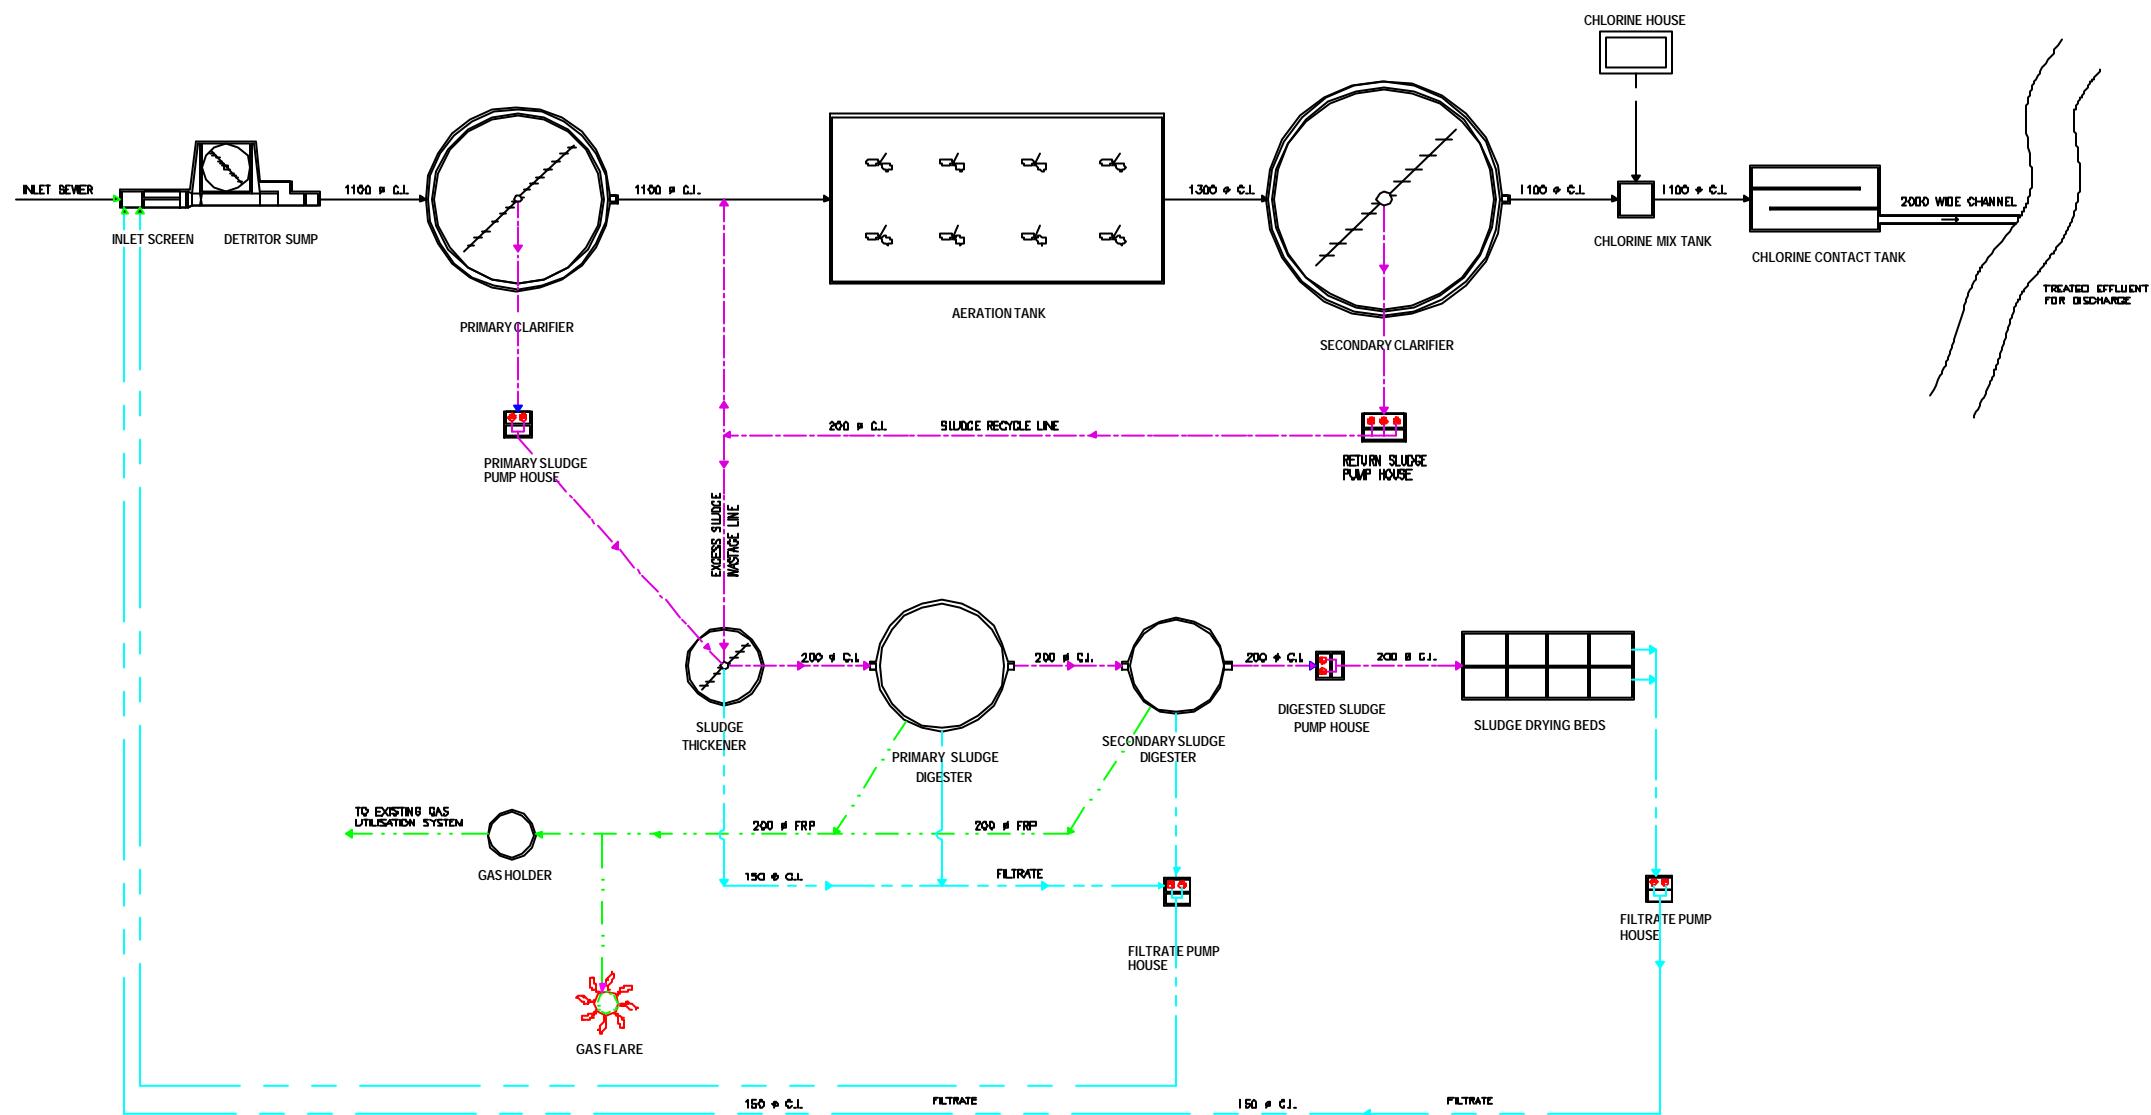 CHLORINE HOUSE
INLET SEWER
1100 ø C.I.
1100 ø C.I.
1300 ø C.I.
1100 ø C.I.
1100 ø C.I.
2000 WIDE CHANNEL
INLET SCREEN
DETRITOR SUMP
CHLORINE MIX TANK
CHLORINE CONTACT TANK
TREATED EFFLUENT
FOR DISCHARGE
PRIMARY CLARIFIER
AERATION TANK
SECONDARY CLARIFIER
200 ø C.I.
SLUDGE RECYCLE LINE
PRIMARY SLUDGE
PUMP HOUSE
RETURN SLUDGE
PUMP HOUSE
EXCESS SLUDGE
WASTAGE LINE
200 ø C.I.
200 ø C.I.
200 ø C.I.
200 ø C.I.
SLUDGE
THICKENER
PRIMARY SLUDGE
DIGESTER
SECONDARY SLUDGE
DIGESTER
DIGESTED SLUDGE
PUMP HOUSE
SLUDGE DRYING BEDS
TO EXISTING GAS
UTILISATION SYSTEM
200 ø FRP
200 ø FRP
GAS HOLDER
150 ø C.I.
FILTRATE
FILTRATE PUMP
HOUSE
FILTRATE PUMP
HOUSE
GAS FLARE
150 ø C.I.
FILTRATE
150 ø C.I.
FILTRATE